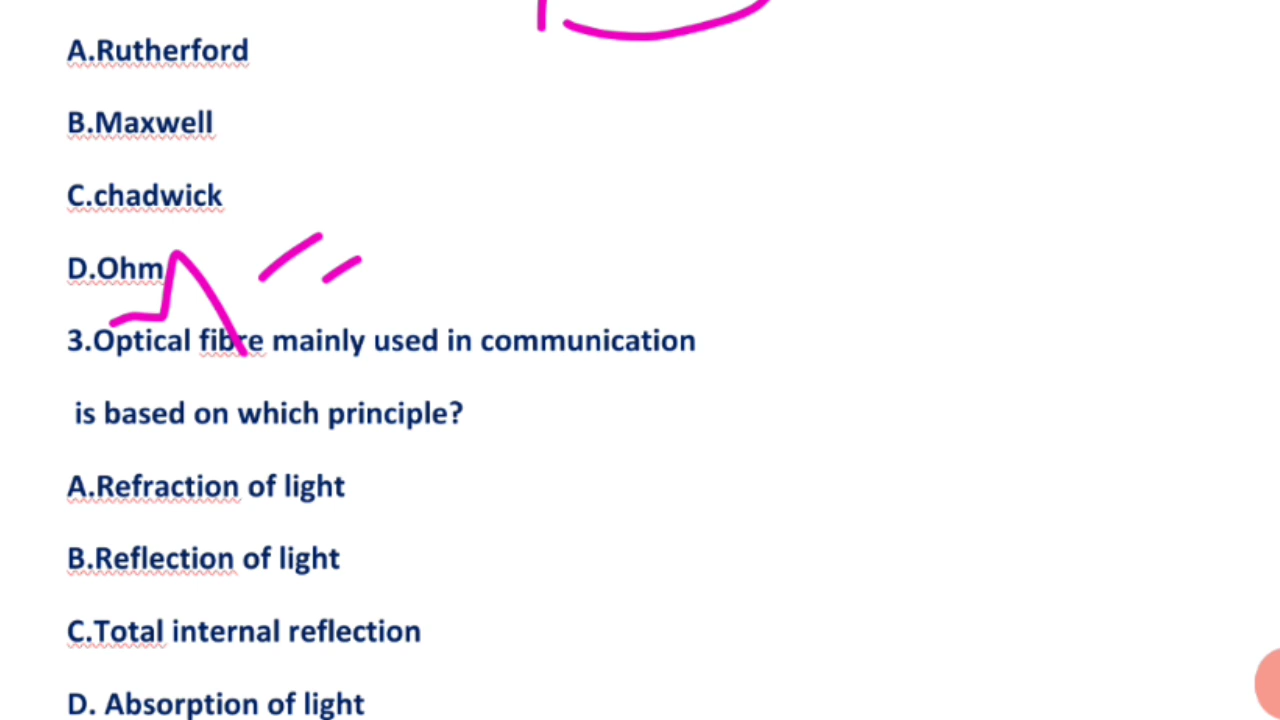 A.Rutherford
B.Maxwell
C.chadwick
D.Ohm
3.Optical fibre mainly used in communication
is based on which principle?
A.Refraction of light
B.Reflection of light
C.Total internal reflection
D. Absorption of light